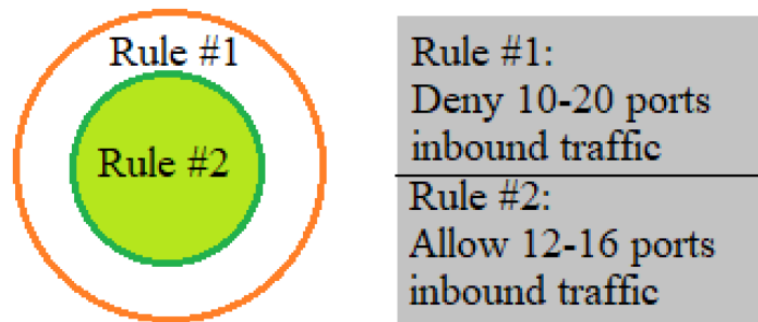 Rule #1
Rule #2
Rule #1:
Deny 10-20 ports
inbound traffic
Rule #2:
Allow 12-16 ports
inbound traffic